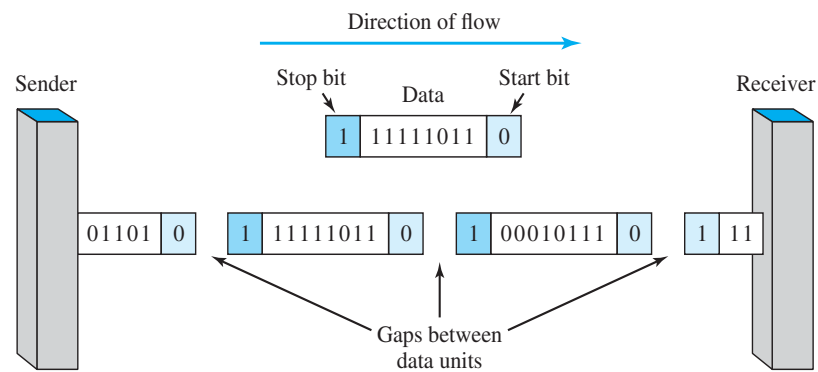 Direction of flow
Sender
Stop bit
Start bit
Receiver
Data
1 11111011 0
01101 0
1 11111011 0
1 00010111 0
1 11
Gaps between
data units